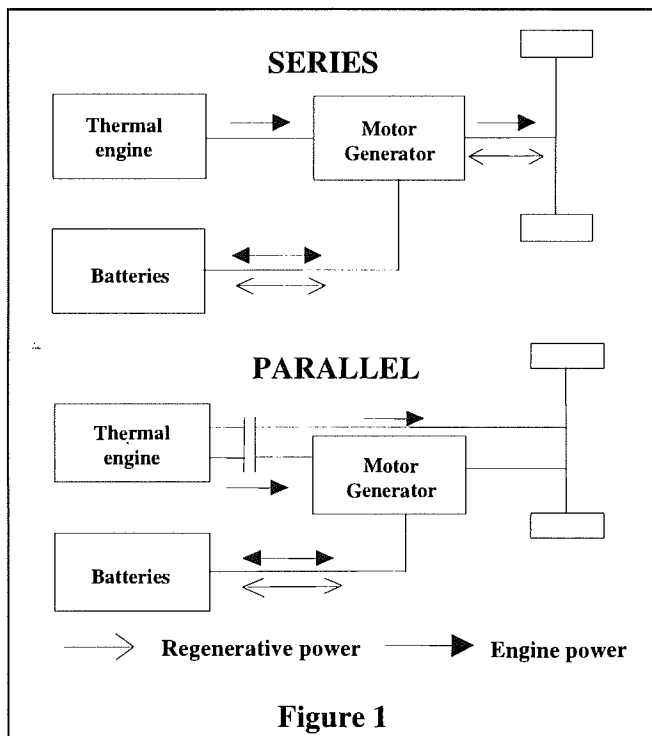 SERIES
Thermal
engine
Motor
Generator
Batteries
PARALLEL
Thermal
engine
Motor
Generator
Batteries
Regenerative power
Engine power
Figure 1